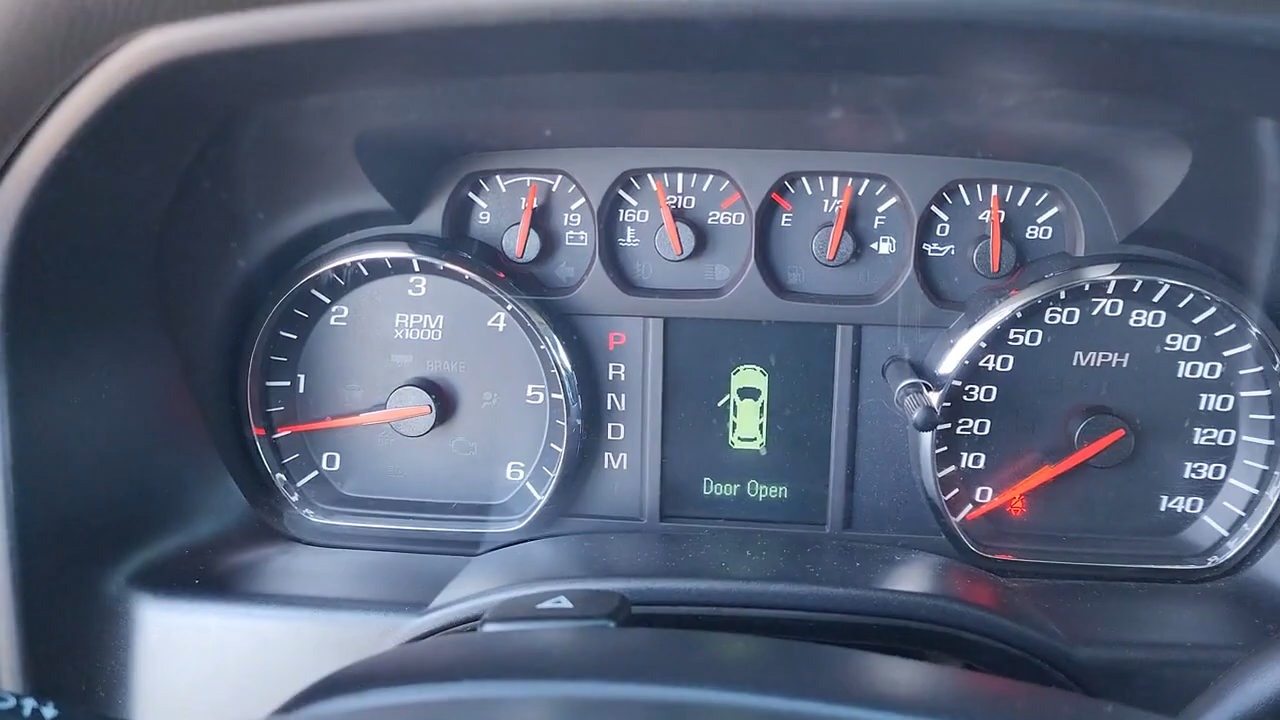 9 14 19
160 210 260
E 1/2 F
0 40 80
0 1 2 3 4 5 6
RPM
X1000
BRAKE
P
R
N
D
M
Door Open
MPH
0 10 20 30 40 50 60 70 80 90 100 110 120 130 140